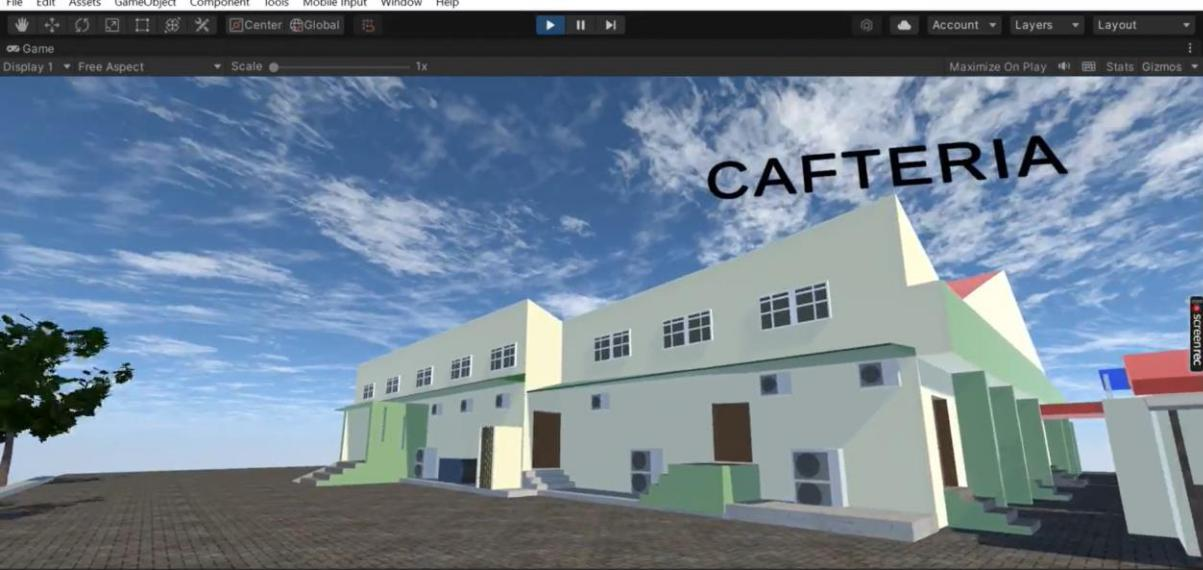 File Edit Assets GameObject Component Tools Mobile Input Window Help
Center Global Account Layers Layout
Game
Display 1 Free Aspect Scale 1x Maximize On Play Stats Gizmos
CAFTERIA
screenrec